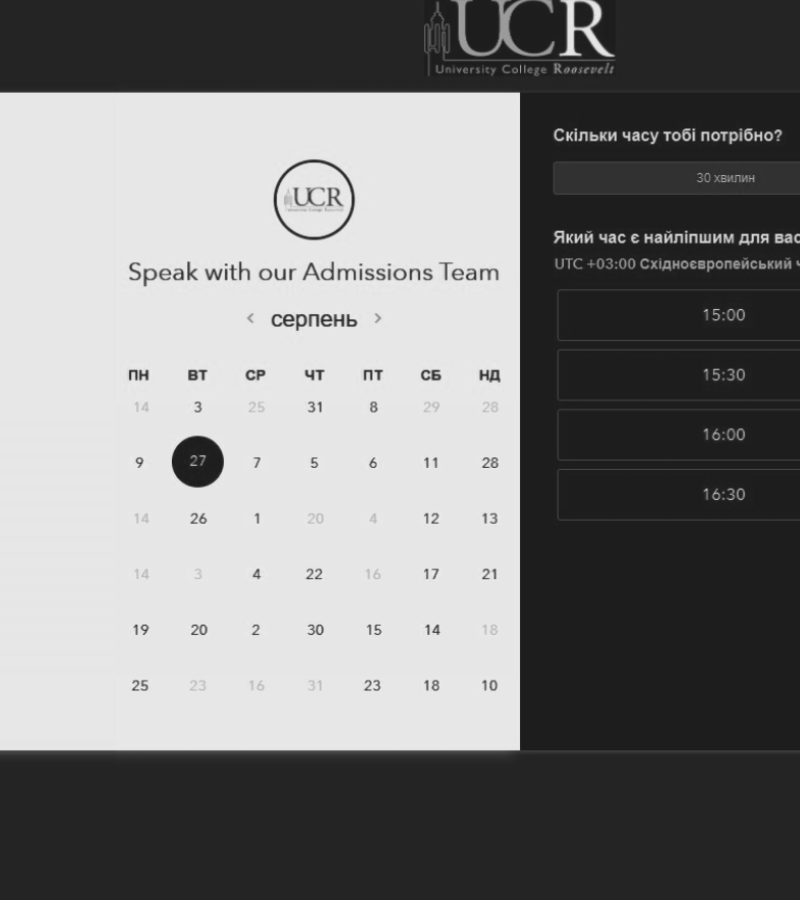 UCR
University College Roosevelt
UCR
Speak with our Admissions Team
‹ серпень ›
ПН ВТ СР ЧТ ПТ СБ НД
14 3 25 31 8 29 28
9 27 7 5 6 11 28
14 26 1 20 4 12 13
14 3 4 22 16 17 21
19 20 2 30 15 14 18
25 23 16 31 23 18 10
Скільки часу тобі потрібно?
30 хвилин
Який час є найліпшим для вас
UTC +03:00 Східноєвропейський ч
15:00
15:30
16:00
16:30